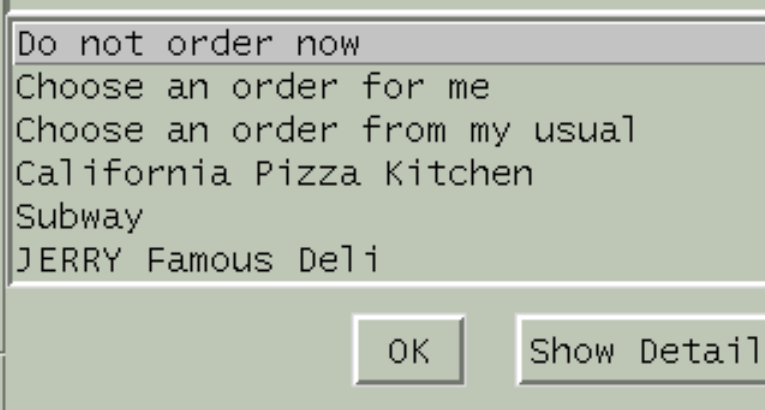 Do not order now
Choose an order for me
Choose an order from my usual
California Pizza Kitchen
Subway
JERRY Famous Deli
OK
Show Detail